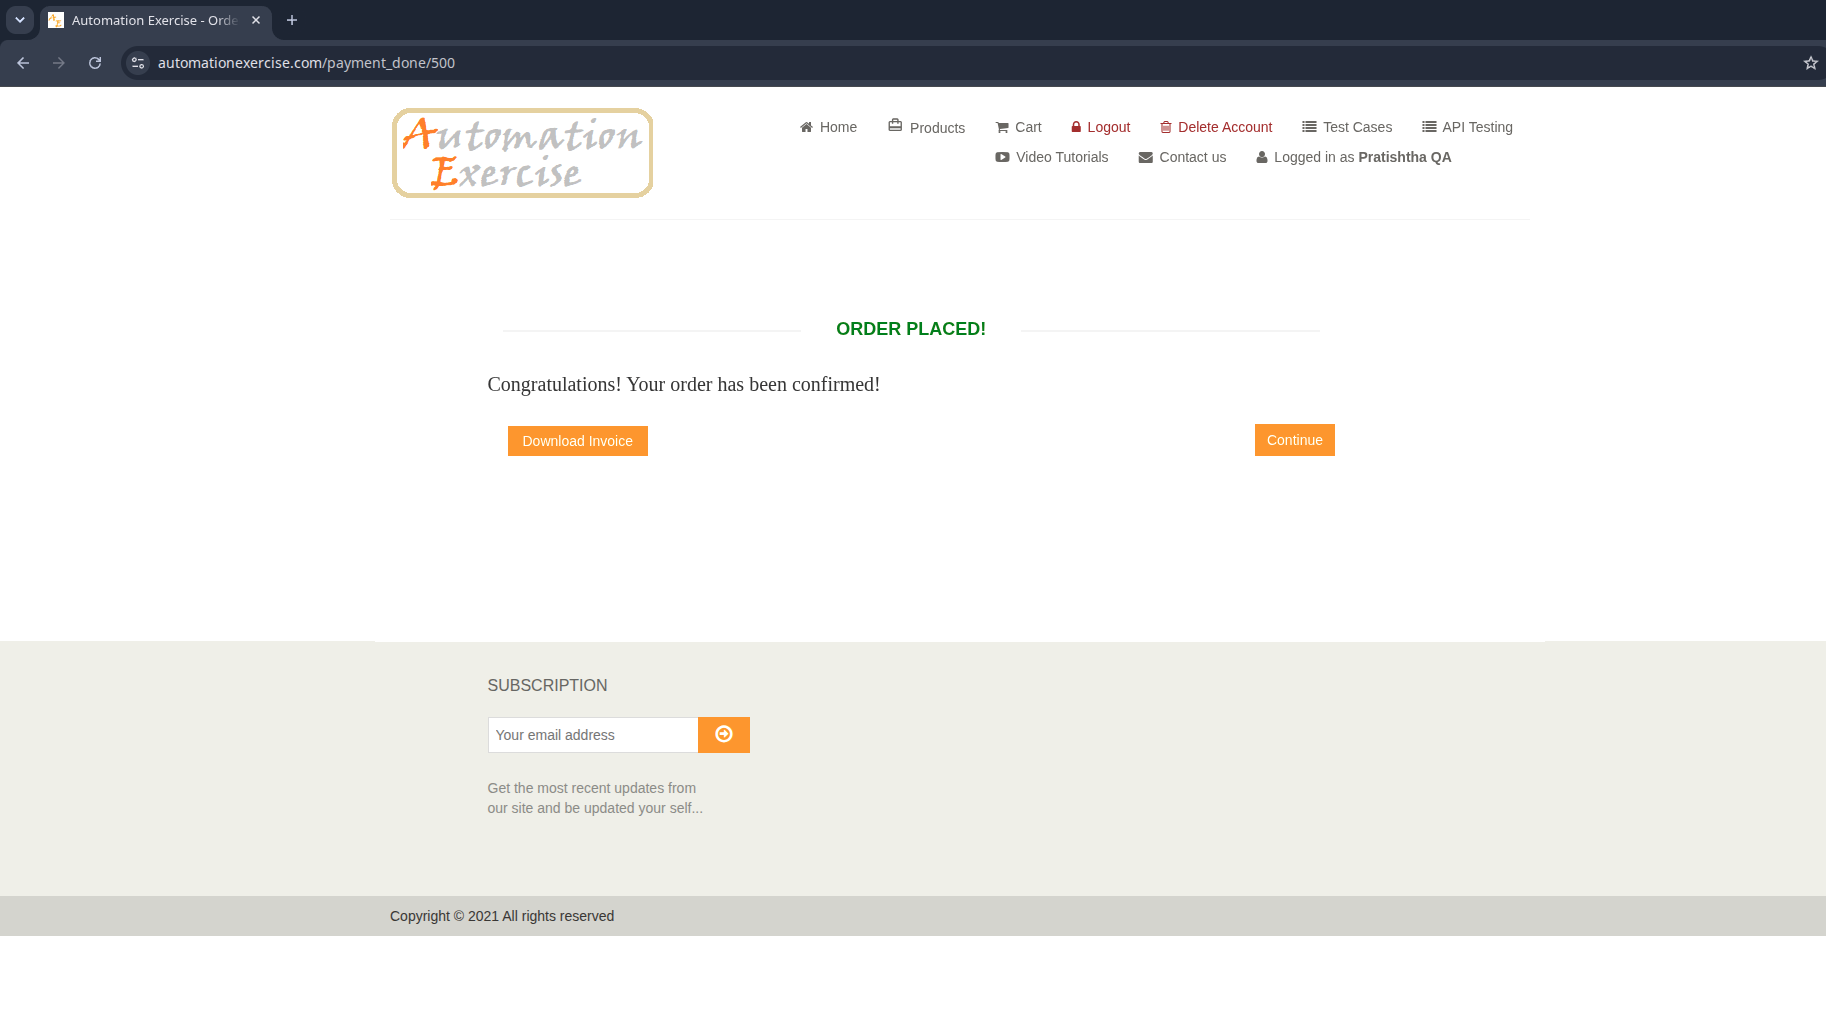 Automation Exercise - Orde
automationexercise.com/payment_done/500
Automation
Exercise
Home Products Cart Logout Delete Account Test Cases API Testing
Video Tutorials Contact us Logged in as Pratishtha QA
ORDER PLACED!
Congratulations! Your order has been confirmed!
Download Invoice Continue
SUBSCRIPTION
Your email address
Get the most recent updates from
our site and be updated your self...
Copyright © 2021 All rights reserved